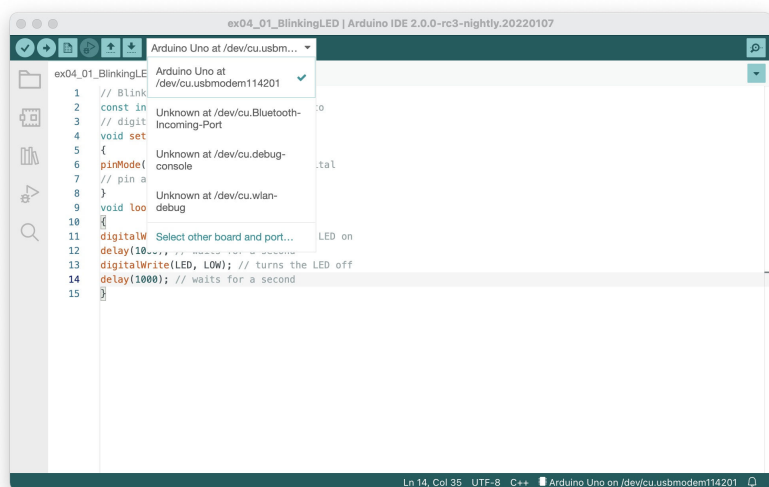 ex04_01_BlinkingLED | Arduino IDE 2.0.0-rc3-nightly.20220107
Arduino Uno at /dev/cu.usbm...
ex04_01_BlinkingLE
Arduino Uno at
/dev/cu.usbmodem114201
Unknown at /dev/cu.Bluetooth-
Incoming-Port
Unknown at /dev/cu.debug-
console
Unknown at /dev/cu.wlan-
debug
Select other board and port...
1 // Blink
2 const in to
3 // digit
4 void set
5 {
6 pinMode( ital
7 // pin a
8 }
9 void loo
10 {
11 digitalW LED on
12 delay(1000); // waits for a second
13 digitalWrite(LED, LOW); // turns the LED off
14 delay(1000); // waits for a second
15 }
Ln 14, Col 35 UTF-8 C++ Arduino Uno on /dev/cu.usbmodem114201